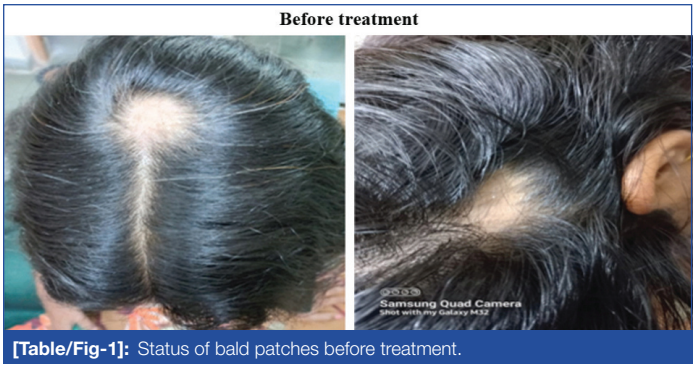 Before treatment
Samsung Quad Camera
Shot with my Galaxy M32
[Table/Fig-1]: Status of bald patches before treatment.